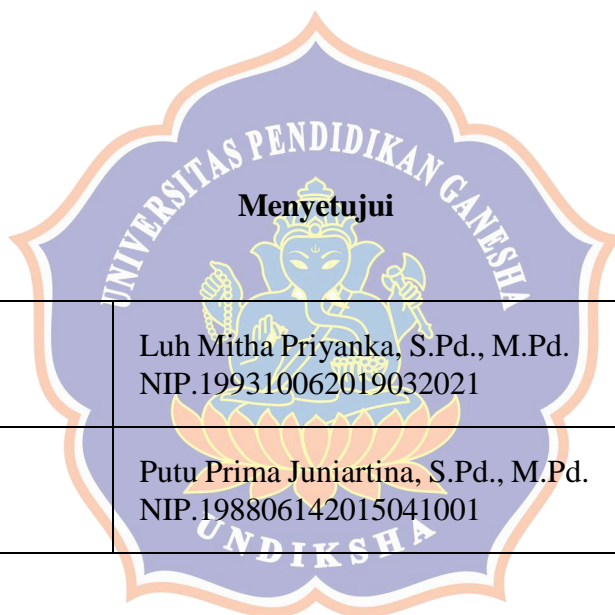 UNIVERSITAS PENDIDIKAN GANESHA
Menyetujui
Luh Mitha Priyanka, S.Pd., M.Pd.
NIP.199310062019032021
Putu Prima Juniartina, S.Pd., M.Pd.
NIP.198806142015041001
UNDIKSHA